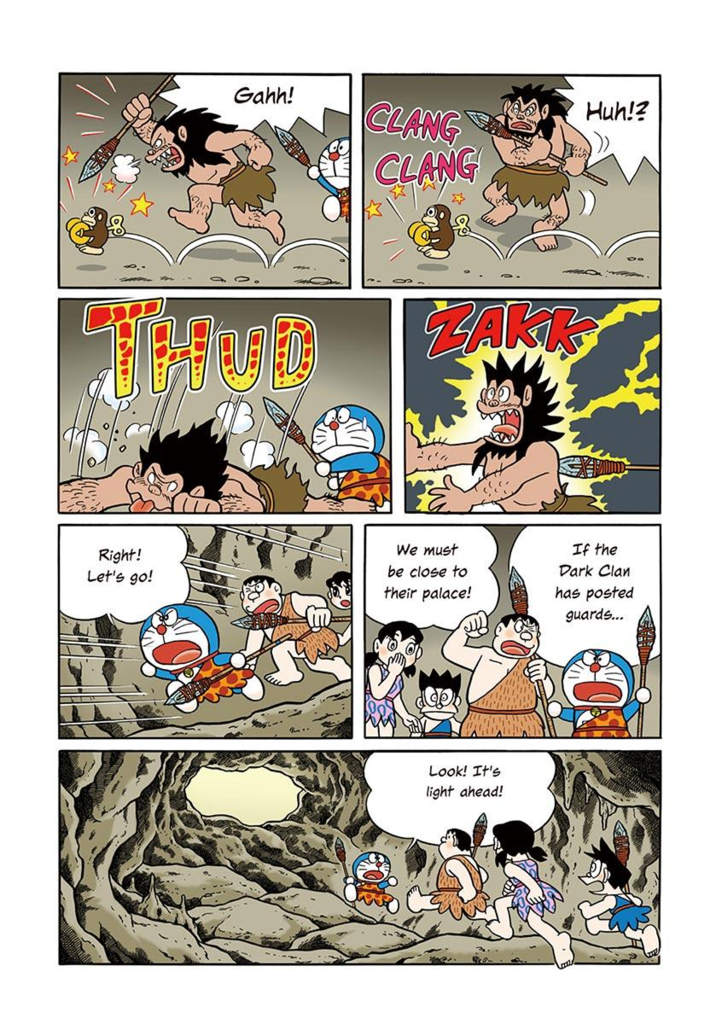 Huh!?
CLANG
CLANG
Gahh!
ZAKK
THUD
If the
Dark Clan
has posted
guards...
We must
be close to
their palace!
Right!
Let's go!
Look! It's
light ahead!